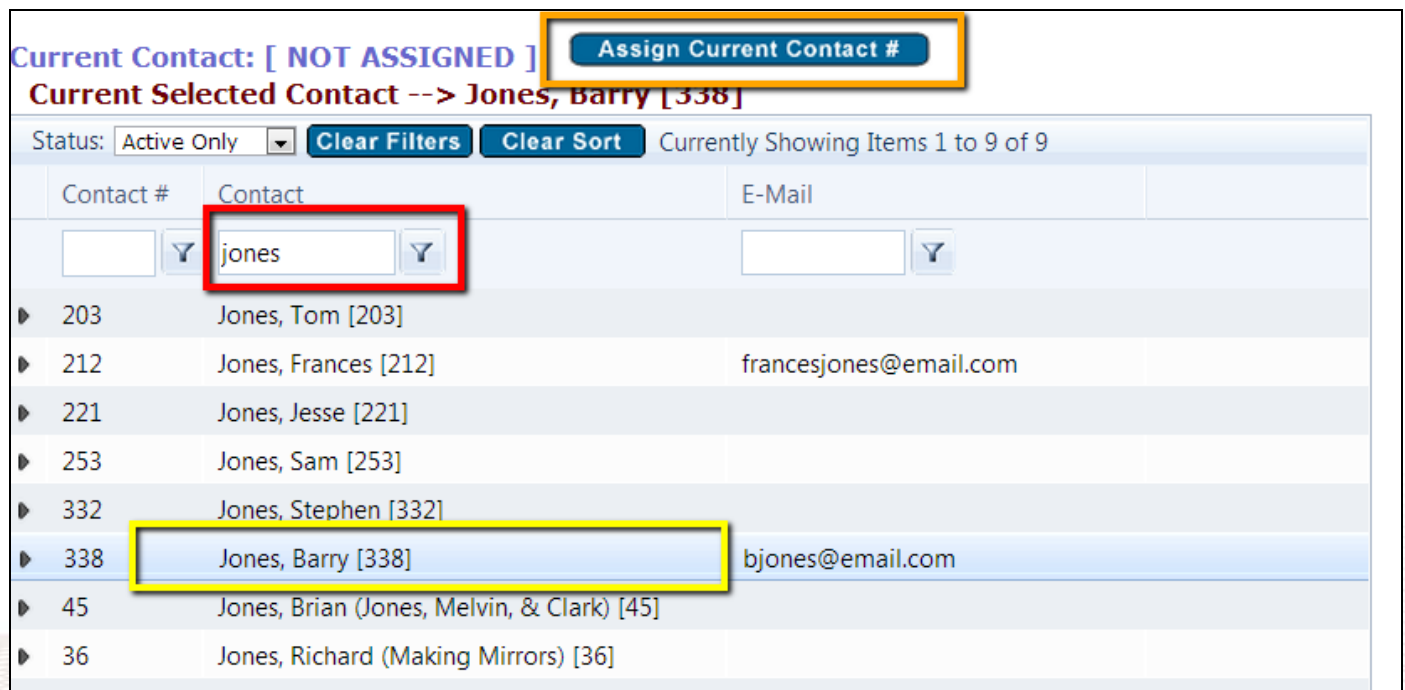 Current Contact: [ NOT ASSIGNED ] Assign Current Contact #
Current Selected Contact --> Jones, Barry [338]
Status: Active Only Clear Filters Clear Sort Currently Showing Items 1 to 9 of 9
Contact # Contact E-Mail
jones
203 Jones, Tom [203]
212 Jones, Frances [212] francesjones@email.com
221 Jones, Jesse [221]
253 Jones, Sam [253]
332 Jones, Stephen [332]
338 Jones, Barry [338] bjones@email.com
45 Jones, Brian (Jones, Melvin, & Clark) [45]
36 Jones, Richard (Making Mirrors) [36]